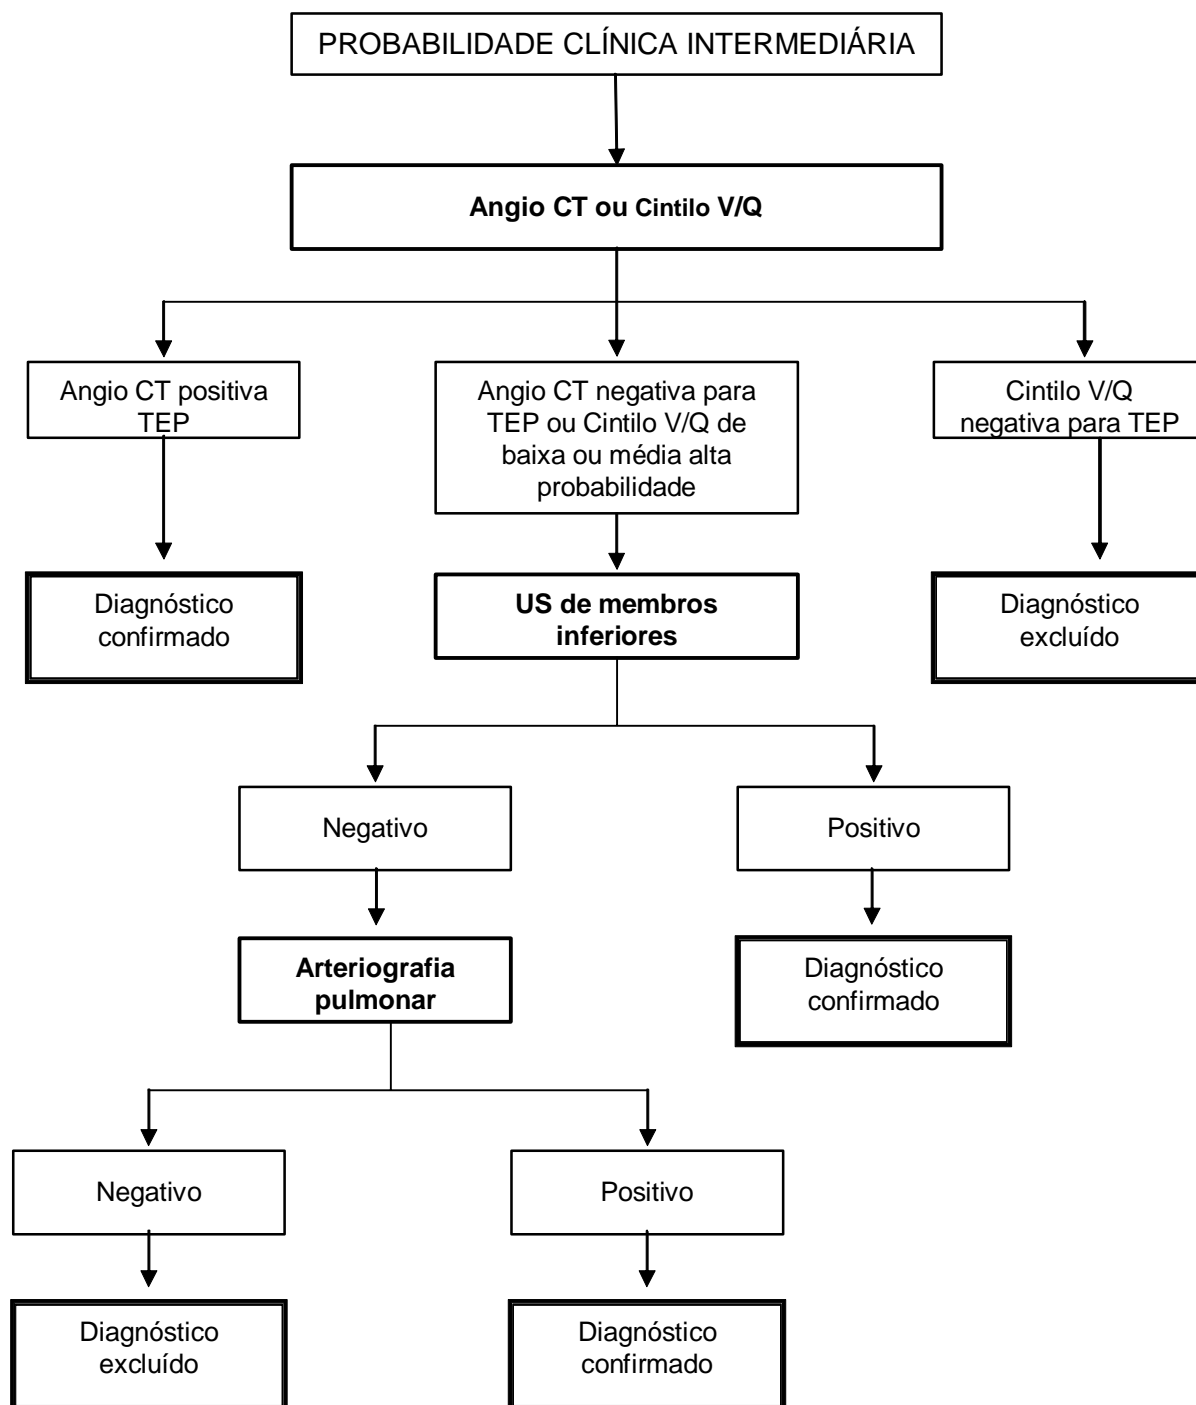 PROBABILIDADE CLÍNICA INTERMEDIÁRIA
Angio CT ou Cintilo V/Q
Angio CT positiva
TEP
Angio CT negativa para
TEP ou Cintilo V/Q de
baixa ou média alta
probabilidade
Cintilo V/Q
negativa para TEP
Diagnóstico
confirmado
US de membros
inferiores
Diagnóstico
excluído
Negativo
Positivo
Arteriografia
pulmonar
Diagnóstico
confirmado
Negativo
Positivo
Diagnóstico
excluído
Diagnóstico
confirmado